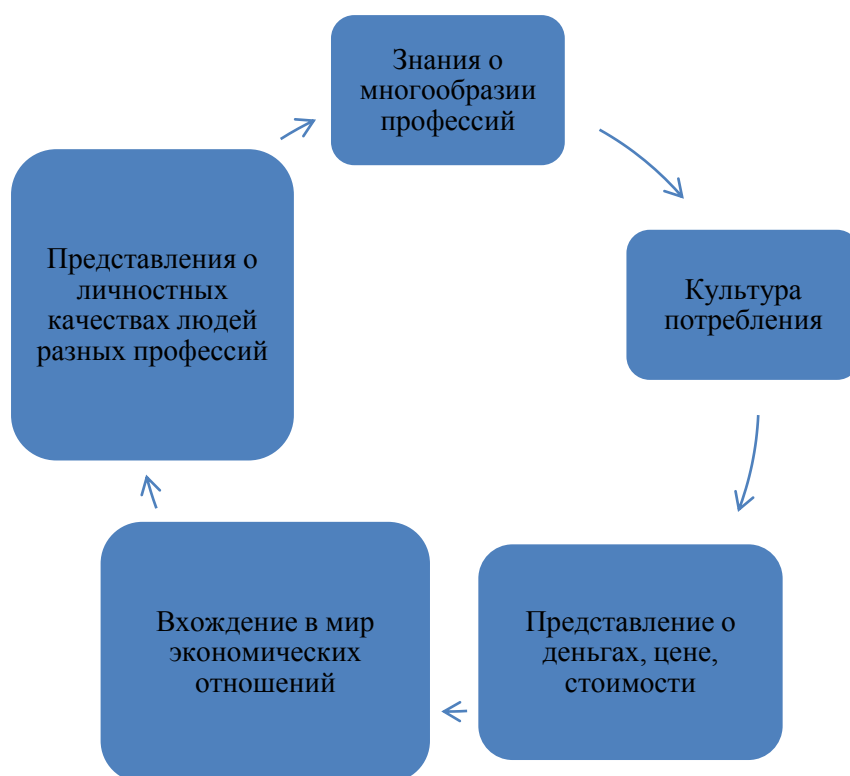 Знания о
многообразии
профессий
Культура
потребления
Представление о
деньгах, цене,
стоимости
Вхождение в мир
экономических
отношений
Представления о
личностных
качествах людей
разных профессий